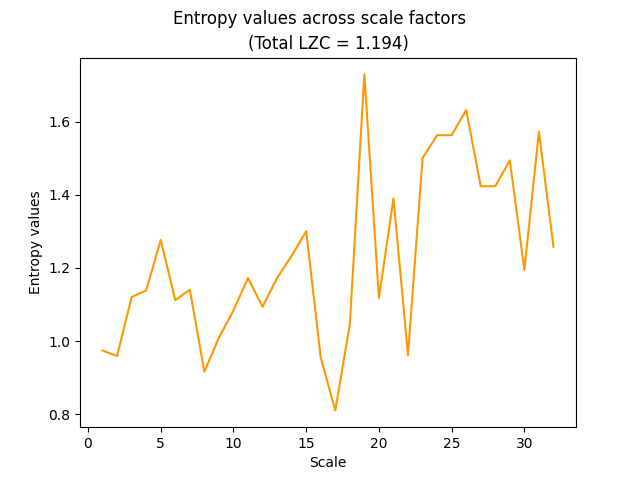 Entropy values across scale factors
(Total LZC = 1.194)
Entropy values
1.6
1.4
1.2
1.0
0.8
0 5 10 15 20 25 30
Scale